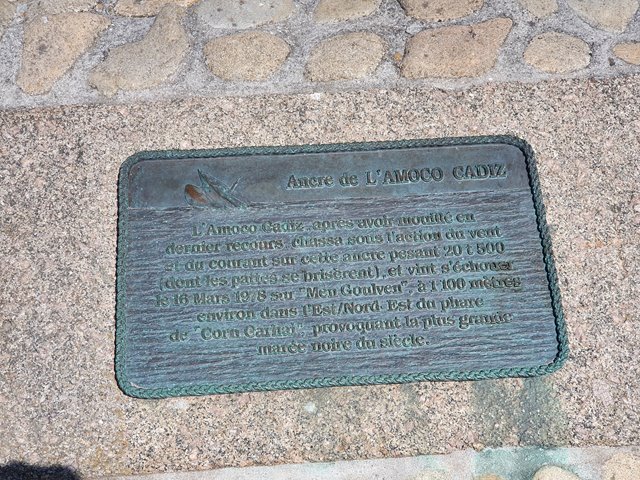 Ancre de L'AMOCO CADIZ
L'Amoco Cadiz, après avoir mouillé en
dernier recours, chassa sous l'action du vent
et du courant sur cette ancre pesant 20 t 500
(dont les pattes se brisèrent), et vint s'échouer
le 16 Mars 1978 sur "Men Goulven", à 1 100 mètres
environ dans l'Est/Nord-Est du phare
de "Corn Carhai", provoquant la plus grande
marée noire du siècle.